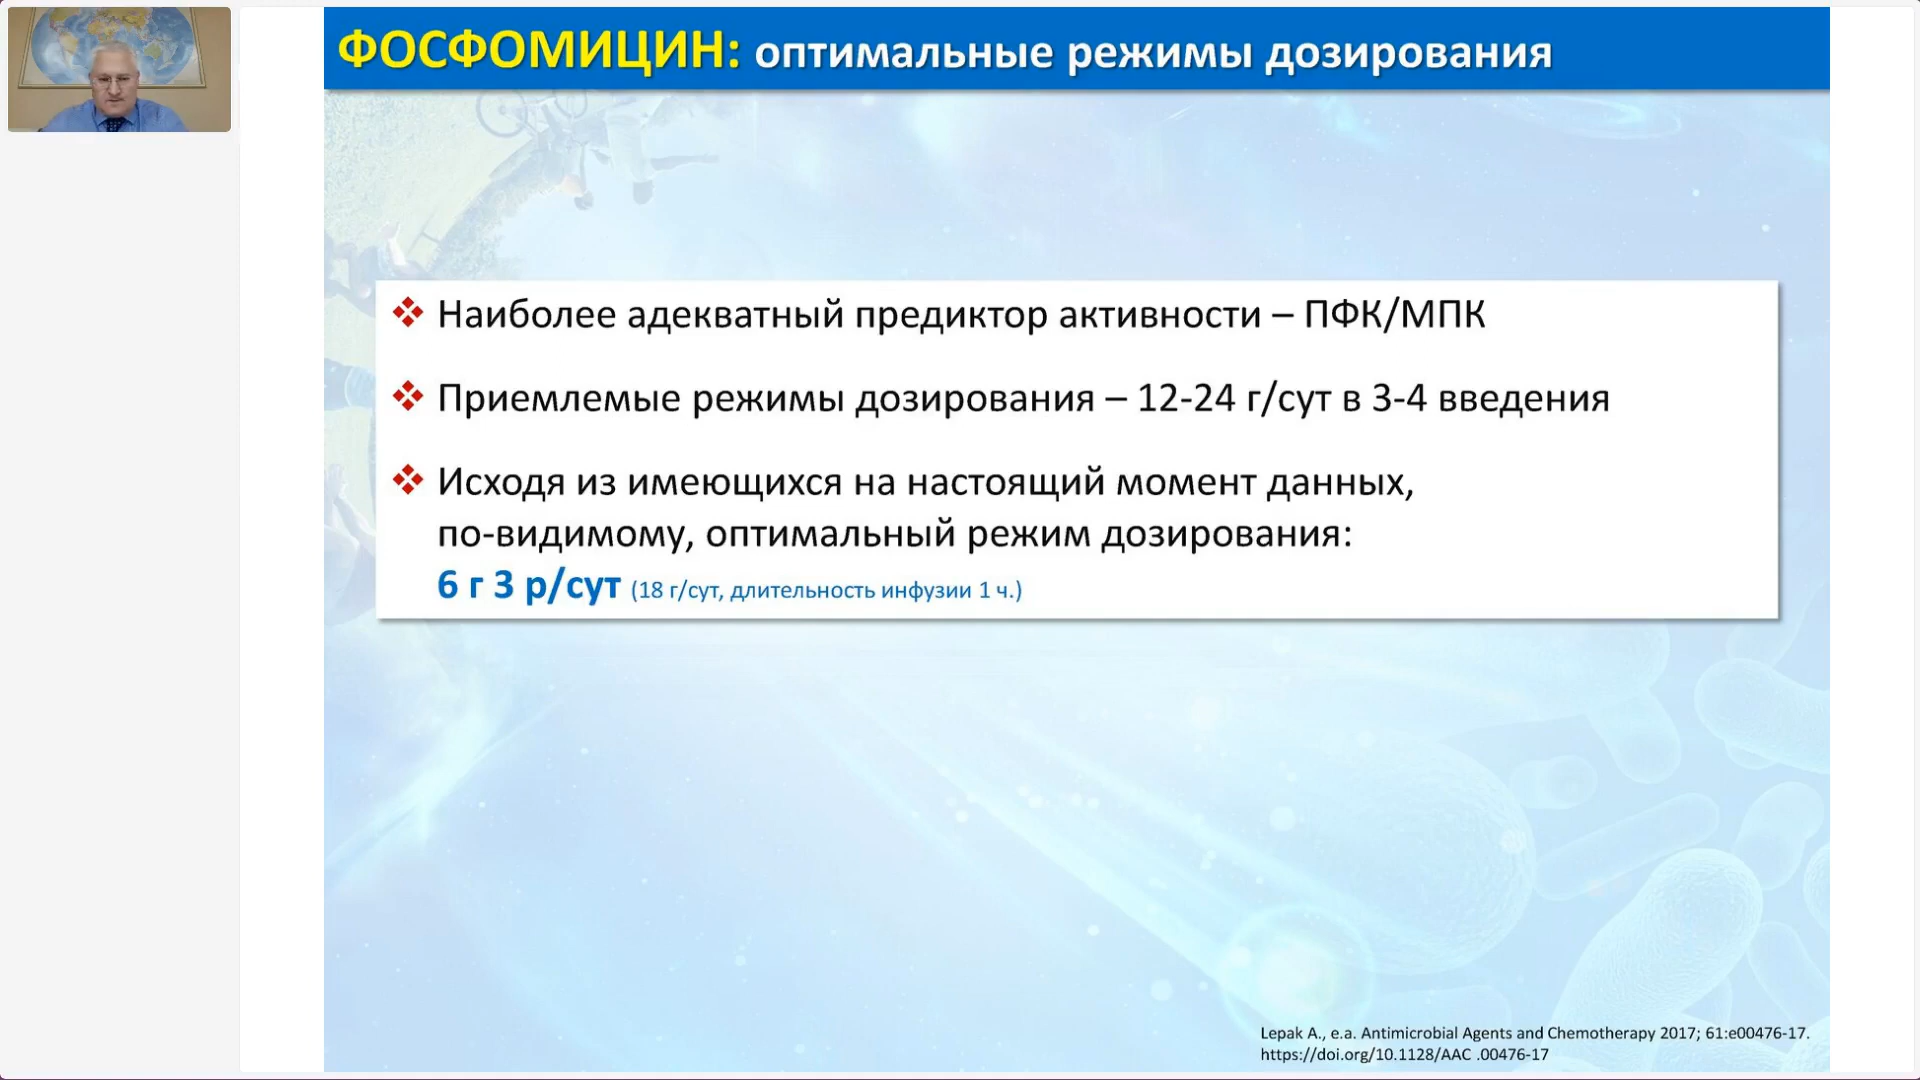 ФОСФОМИЦИН: оптимальные режимы дозирования
Наиболее адекватный предиктор активности – ПФК/МПК
Приемлемые режимы дозирования – 12-24 г/сут в 3-4 введения
Исходя из имеющихся на настоящий момент данных,
по-видимому, оптимальный режим дозирования:
6 г 3 р/сут (18 г/сут, длительность инфузии 1 ч.)
Lepak A., e.a. Antimicrobial Agents and Chemotherapy 2017; 61:e00476-17.
https://doi.org/10.1128/AAC .00476-17